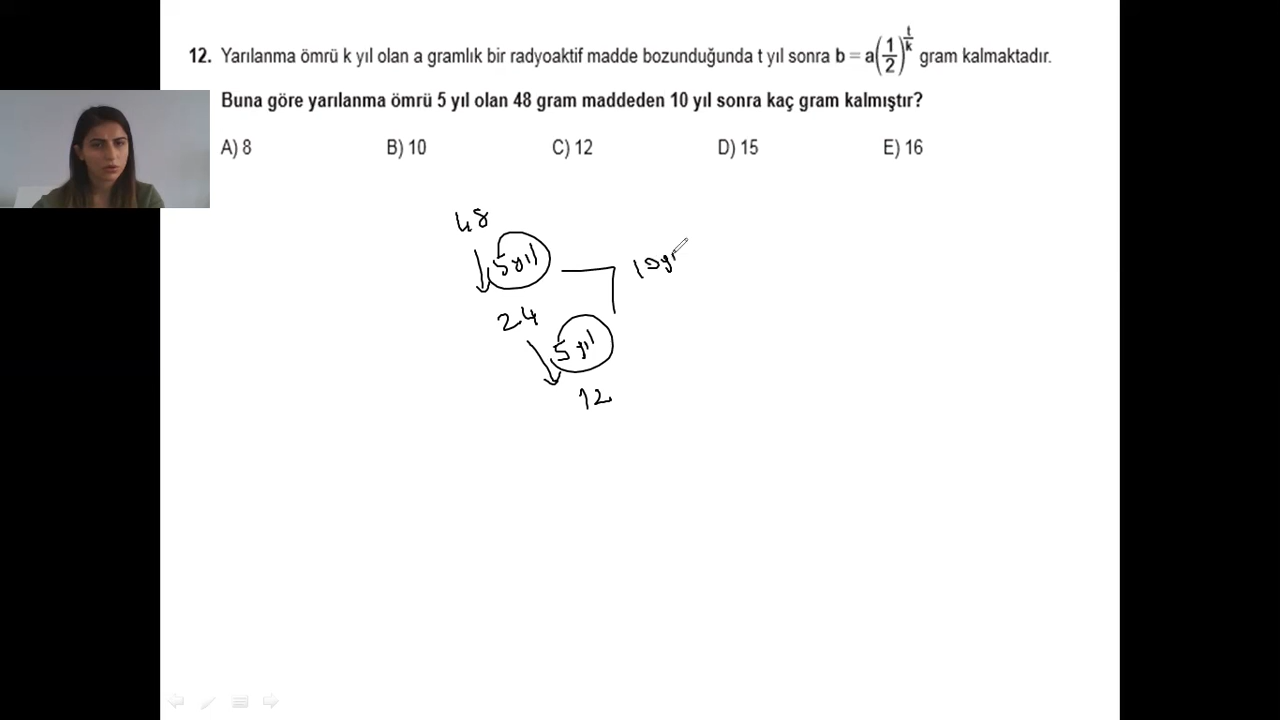 12. Yarılanma ömrü k yıl olan a gramlık bir radyoaktif madde bozunduğunda t yıl sonra b = a(1/2)^(t/k) gram kalmaktadır.
Buna göre yarılanma ömrü 5 yıl olan 48 gram maddeden 10 yıl sonra kaç gram kalmıştır?
A) 8 B) 10 C) 12 D) 15 E) 16
48
5 yıl
10 yı
24
5 yıl
12